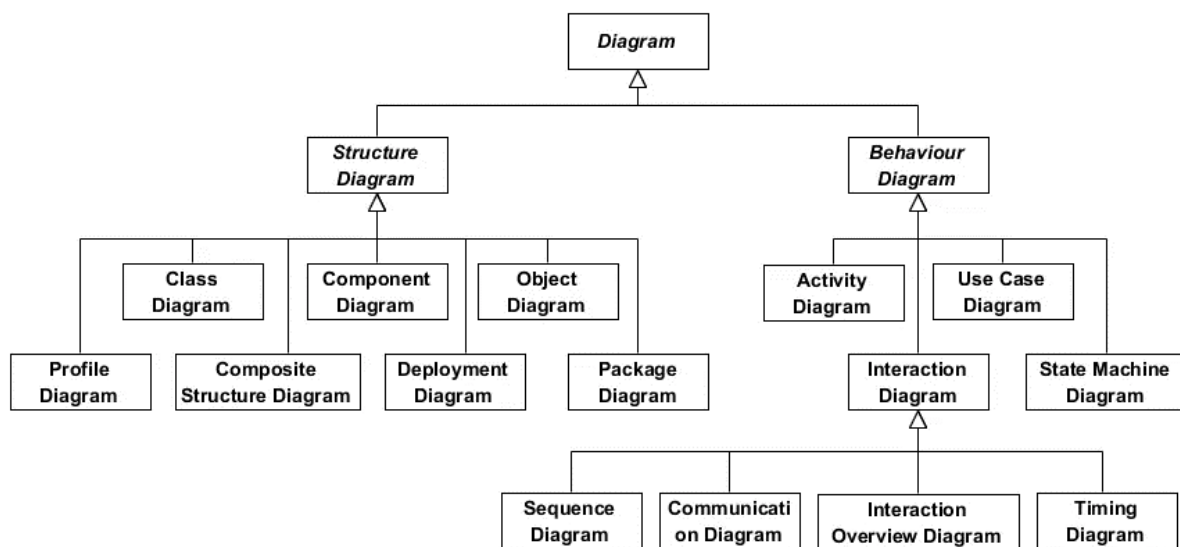 Diagram
Structure
Diagram
Behaviour
Diagram
Class
Diagram
Component
Diagram
Object
Diagram
Activity
Diagram
Use Case
Diagram
Profile
Diagram
Composite
Structure Diagram
Deployment
Diagram
Package
Diagram
Interaction
Diagram
State Machine
Diagram
Sequence
Diagram
Communicati
on Diagram
Interaction
Overview Diagram
Timing
Diagram